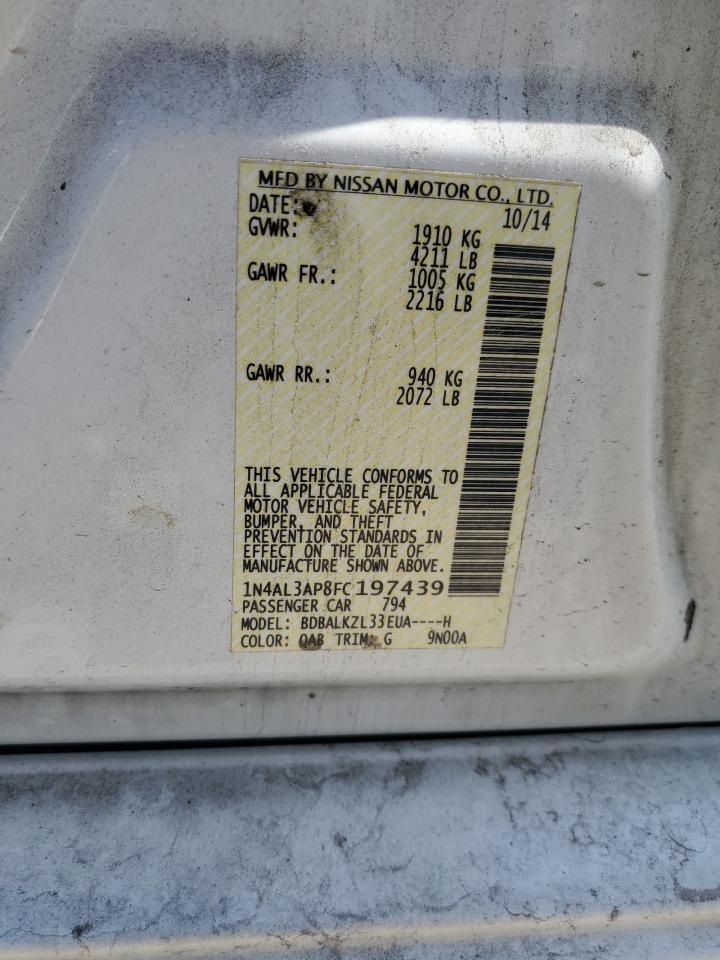 MFD BY NISSAN MOTOR CO., LTD.
DATE: 10/14
GVWR: 1910 KG
4211 LB
GAWR FR.: 1005 KG
2216 LB
GAWR RR.: 940 KG
2072 LB
THIS VEHICLE CONFORMS TO
ALL APPLICABLE FEDERAL
MOTOR VEHICLE SAFETY,
BUMPER, AND THEFT
PREVENTION STANDARDS IN
EFFECT ON THE DATE OF
MANUFACTURE SHOWN ABOVE.
1N4AL3AP8FC197439
PASSENGER CAR 794
MODEL: BDBALKZL33EUA----H
COLOR: QAB TRIM: G 9N00A